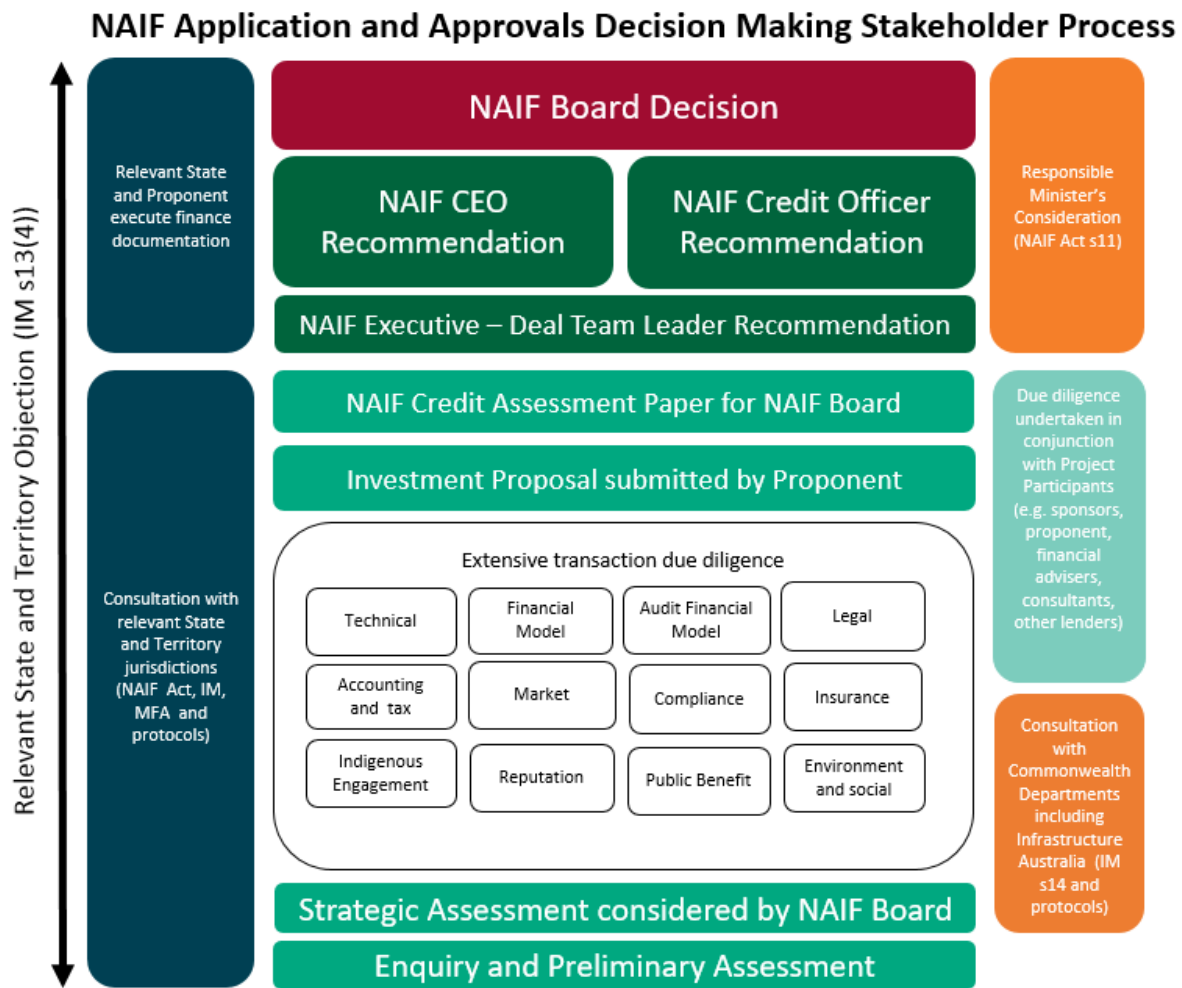 NAIF Application and Approvals Decision Making Stakeholder Process
Relevant State and Territory Objection (IM s13(4))
Relevant State
and Proponent
execute finance
documentation
Consultation with
relevant State
and Territory
jurisdictions
(NAIF Act, IM,
MFA and
protocols)
NAIF Board Decision
NAIF CEO
Recommendation
NAIF Credit Officer
Recommendation
NAIF Executive – Deal Team Leader Recommendation
NAIF Credit Assessment Paper for NAIF Board
Investment Proposal submitted by Proponent
Extensive transaction due diligence
Technical
Financial
Model
Audit Financial
Model
Legal
Accounting
and tax
Market
Compliance
Insurance
Indigenous
Engagement
Reputation
Public Benefit
Environment
and social
Strategic Assessment considered by NAIF Board
Enquiry and Preliminary Assessment
Responsible
Minister's
Consideration
(NAIF Act s11)
Due diligence
undertaken in
conjunction
with Project
Participants
(e.g. sponsors,
proponent,
financial
advisers,
consultants,
other lenders)
Consultation
with
Commonwealth
Departments
including
Infrastructure
Australia (IM
s14 and
protocols)